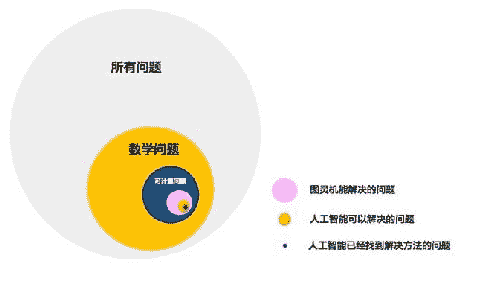 所有问题
数学问题
可计算问题
图灵机能解决的问题
人工智能可以解决的问题
人工智能已经找到解决方法的问题